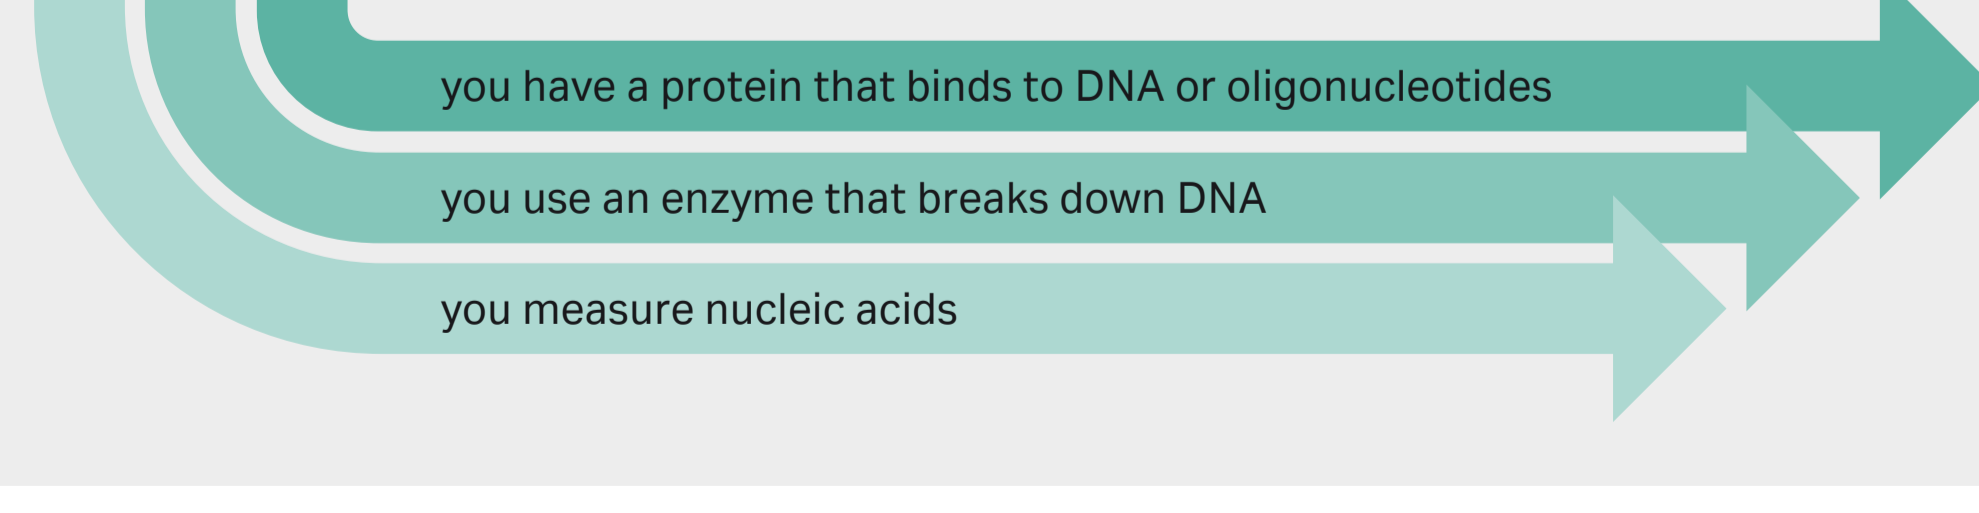 you have a protein that binds to DNA or oligonucleotides
you use an enzyme that breaks down DNA
you measure nucleic acids